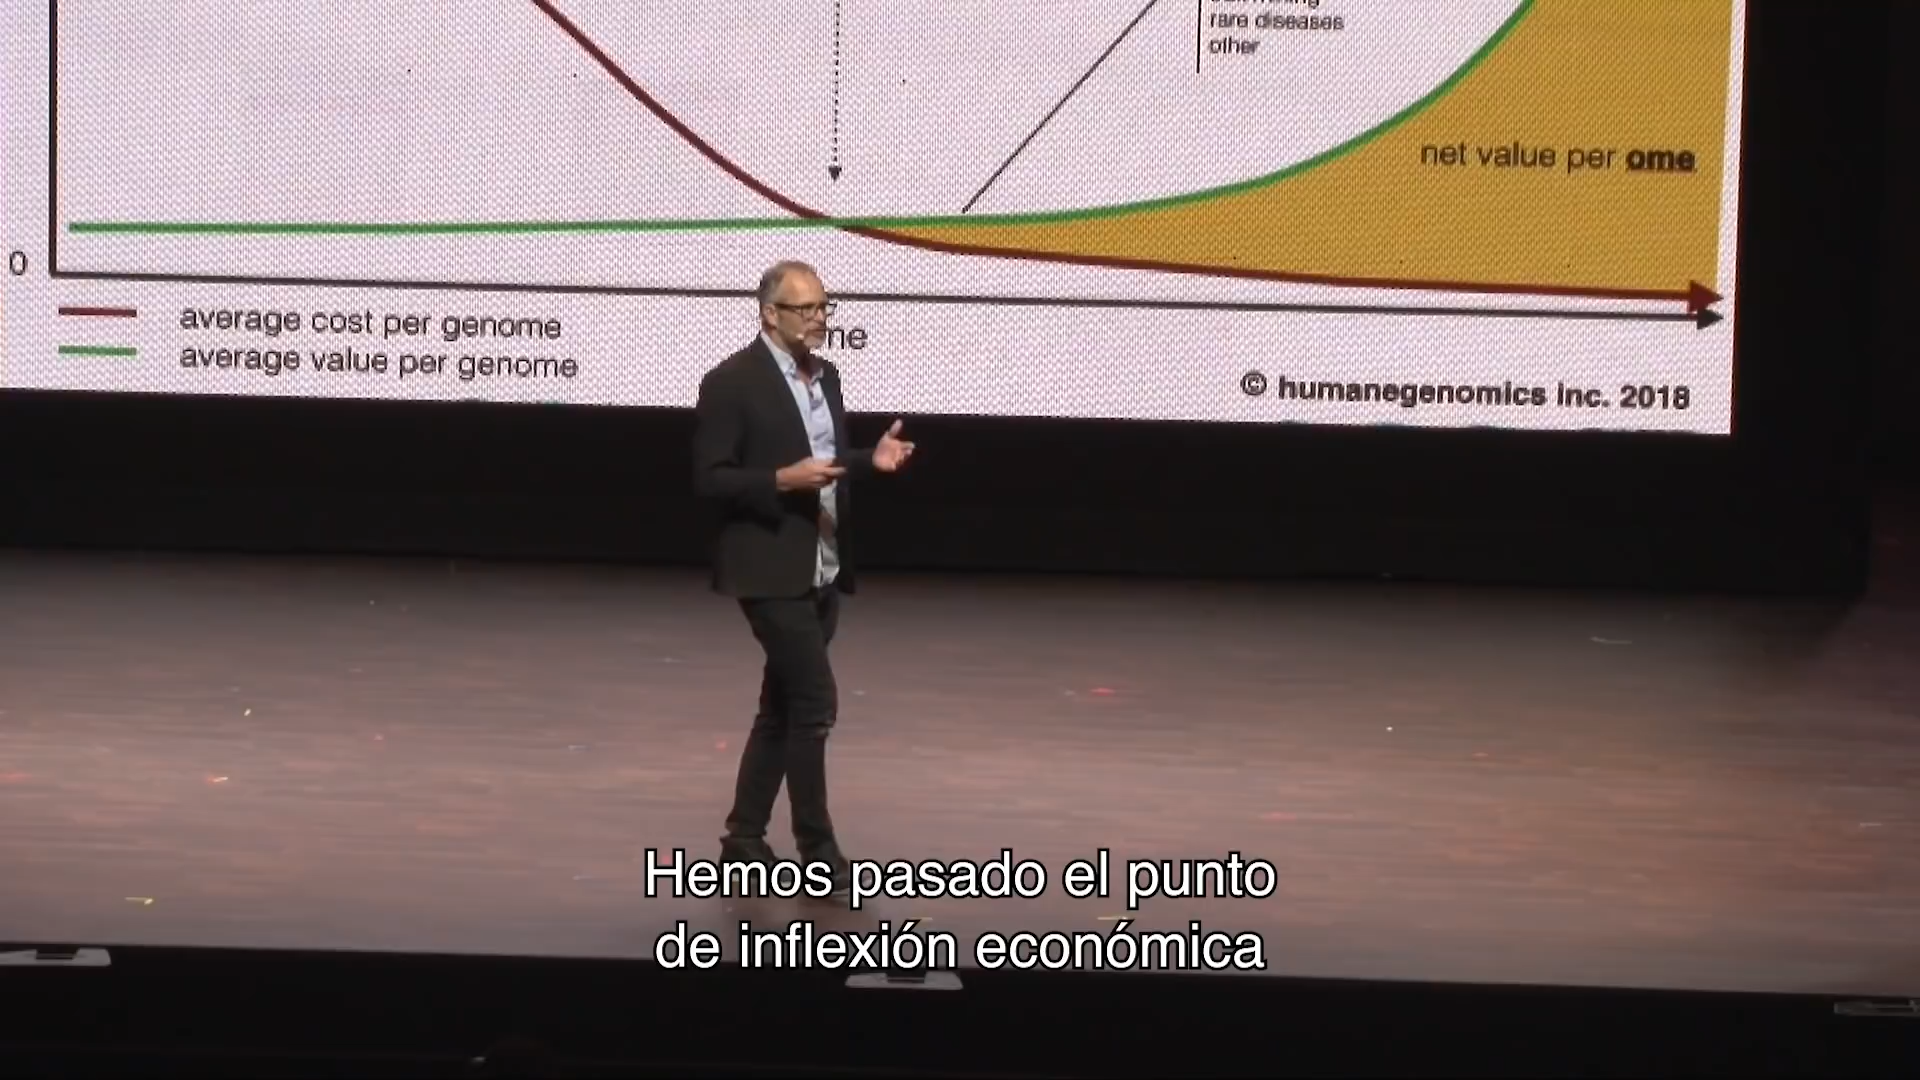 rare diseases
other
net value per ome
0
average cost per genome
average value per genome
© humanegenomics inc. 2018
Hemos pasado el punto
de inflexión económica